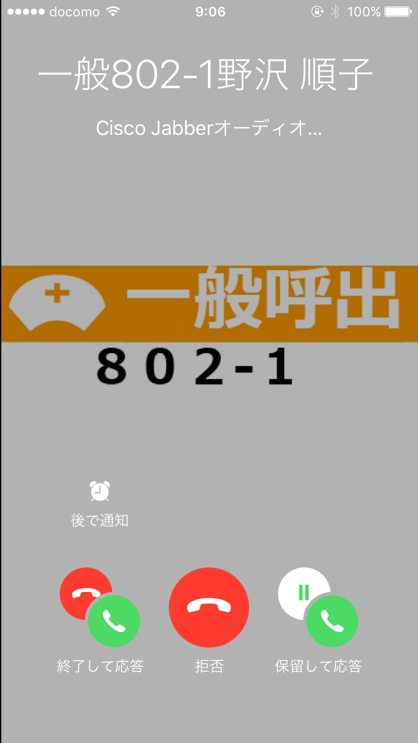 docomo 9:06 100%
一般802-1野沢 順子
Cisco Jabberオーディオ...
一般呼出
802-1
後で通知
終了して応答 拒否 保留して応答